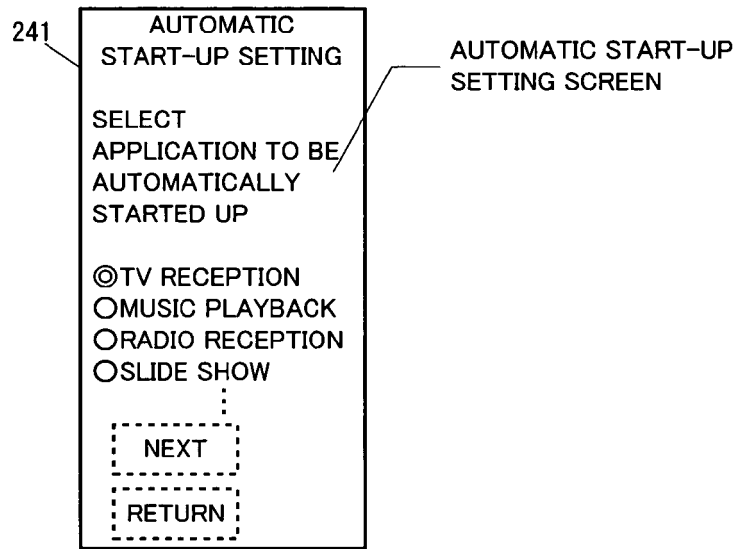 241
AUTOMATIC
START-UP SETTING
AUTOMATIC START-UP
SETTING SCREEN
SELECT
APPLICATION TO BE
AUTOMATICALLY
STARTED UP
◎TV RECEPTION
○MUSIC PLAYBACK
○RADIO RECEPTION
○SLIDE SHOW
NEXT
RETURN